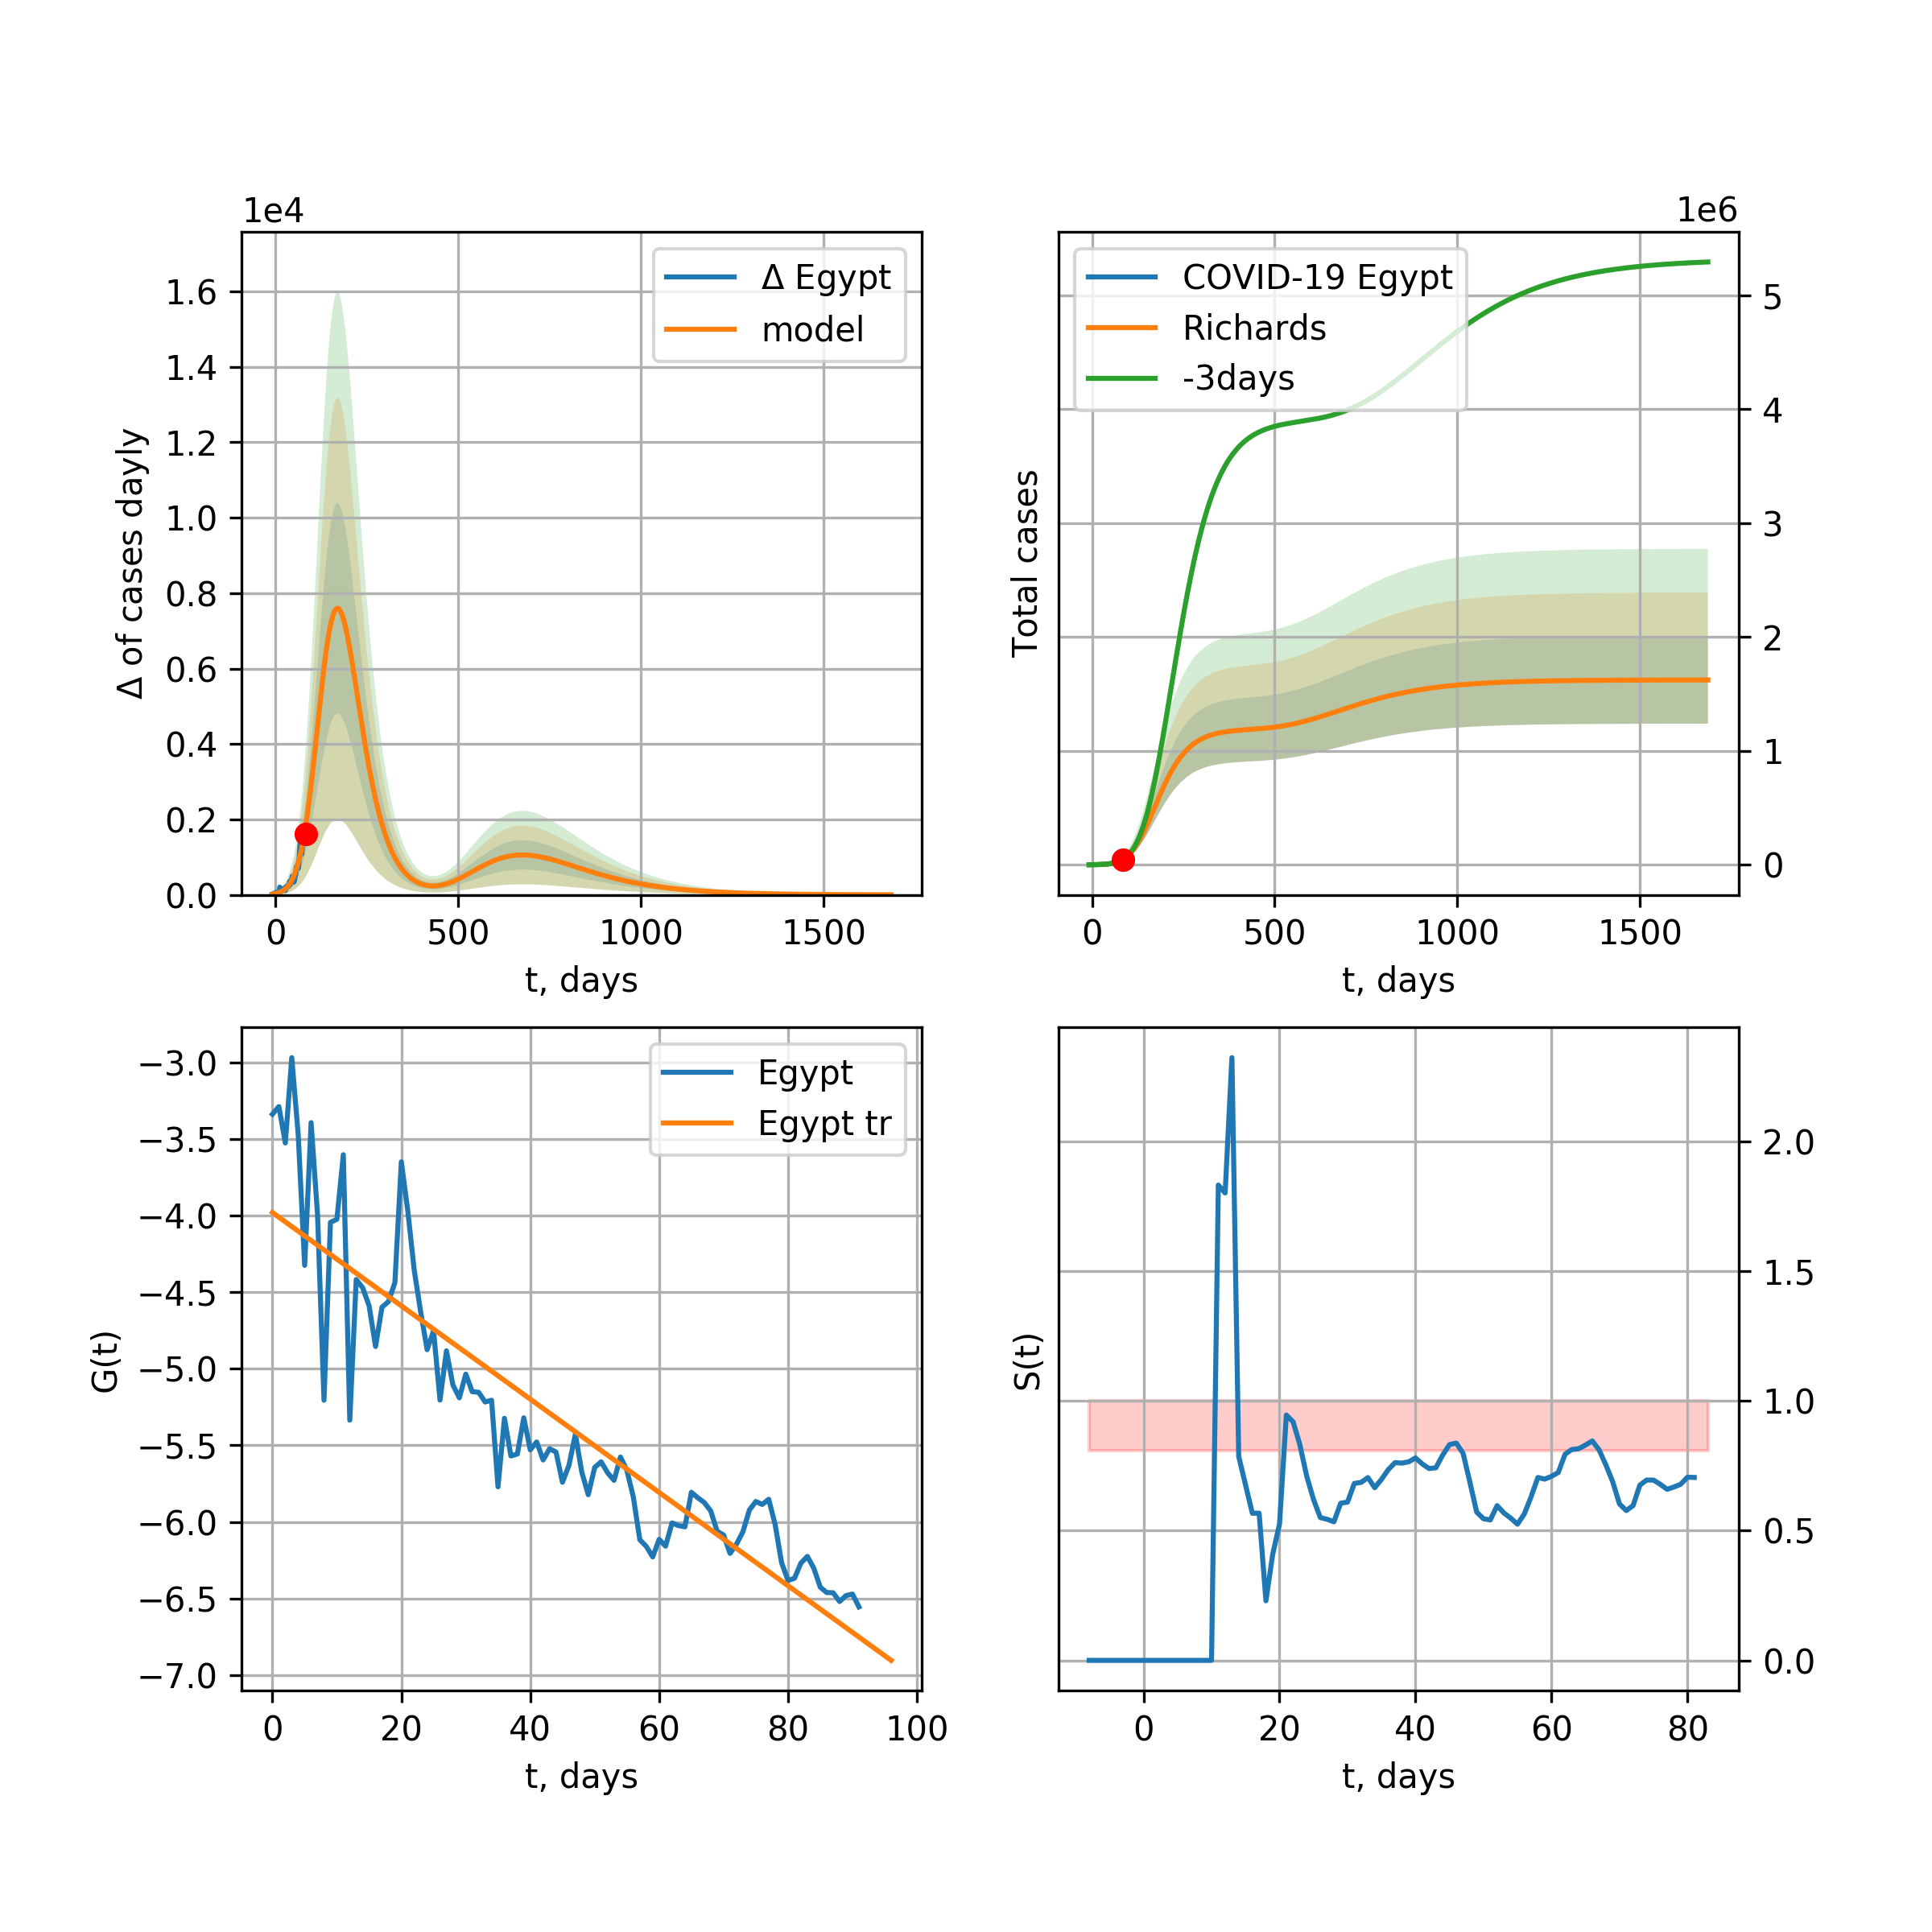 1e4
Δ of cases dayly
1.6
1.4
1.2
1.0
0.8
0.6
0.4
0.2
0.0
0 500 1000 1500
t, days
Δ Egypt
model
1e6
Total cases
5
4
3
2
1
0
0 500 1000 1500
t, days
COVID-19 Egypt
Richards
-3days
G(t)
−3.0
−3.5
−4.0
−4.5
−5.0
−5.5
−6.0
−6.5
−7.0
0 20 40 60 80 100
t, days
Egypt
Egypt tr
S(t)
2.0
1.5
1.0
0.5
0.0
0 20 40 60 80
t, days